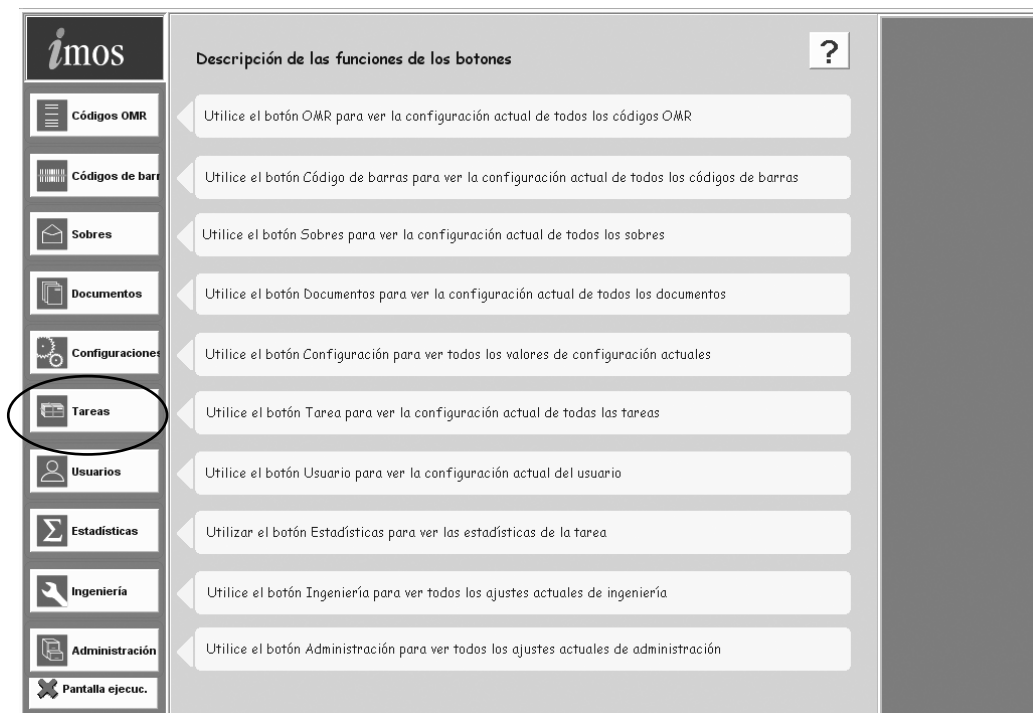 imos
Descripción de las funciones de los botones
?
Códigos OMR
Utilice el botón OMR para ver la configuración actual de todos los códigos OMR
Códigos de barr
Utilice el botón Código de barras para ver la configuración actual de todos los códigos de barras
Sobres
Utilice el botón Sobres para ver la configuración actual de todos los sobres
Documentos
Utilice el botón Documentos para ver la configuración actual de todos los documentos
Configuraciones
Utilice el botón Configuración para ver todos los valores de configuración actuales
Tareas
Utilice el botón Tarea para ver la configuración actual de todas las tareas
Usuarios
Utilice el botón Usuario para ver la configuración actual del usuario
Estadísticas
Utilizar el botón Estadísticas para ver las estadísticas de la tarea
Ingeniería
Utilice el botón Ingeniería para ver todos los ajustes actuales de ingeniería
Administración
Utilice el botón Administración para ver todos los ajustes actuales de administración
Pantalla ejecuc.